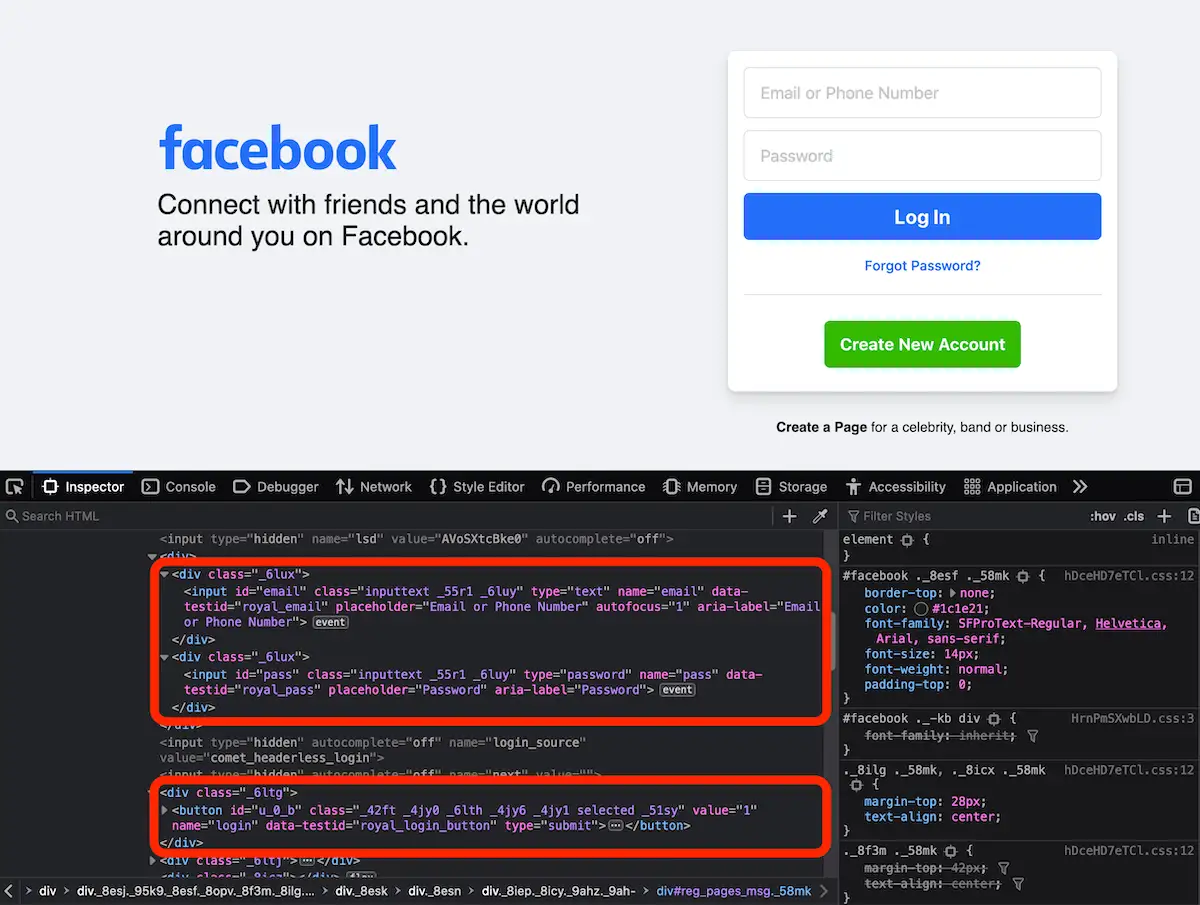 facebook
Connect with friends and the world
around you on Facebook.
Email or Phone Number
Password
Log In
Forgot Password?
Create New Account
Create a Page for a celebrity, band or business.
Inspector Console Debugger Network Style Editor Performance Memory Storage Accessibility Application
Search HTML
<input type="hidden" name="lsd" value="AVoSXtcBke0" autocomplete="off">
<div>
<div class="_6lux">
<input id="email" class="inputtext _55r1 _6luy" type="text" name="email" data-
testid="royal_email" placeholder="Email or Phone Number" autofocus="1" aria-label="Email
or Phone Number"> event
</div>
<div class="_6lux">
<input id="pass" class="inputtext _55r1 _6luy" type="password" name="pass" data-
testid="royal_pass" placeholder="Password" aria-label="Password"> event
</div>
</div>
<input type="hidden" autocomplete="off" name="login_source"
value="comet_headerless_login">
<input type="hidden" autocomplete="off" name="next" value="">
<div class="_6ltg">
<button id="u_0_b" class="_42ft _4jy0 _6lth _4jy6 _4jy1 selected _51sy" value="1"
name="login" data-testid="royal_login_button" type="submit"></button>
</div>
<div class="_6ltj"></div>
div div._8esj._95k9._8esf._8opv._8f3m._8ilg.... div._8esk div._8esn div._8iep._8icy._9ahz._9ah- div#reg_pages_msg._58mk
Filter Styles :hov .cls
element { inline
}
#facebook ._8esf ._58mk { hDceHD7eTCl.css:12
border-top: none;
color: #1c1e21;
font-family: SFProText-Regular, Helvetica,
Arial, sans-serif;
font-size: 14px;
font-weight: normal;
padding-top: 0;
}
#facebook ._-kb div { HrnPmSXwbLD.css:3
font-family: inherit;
}
._8ilg ._58mk, ._8icx ._58mk hDceHD7eTCl.css:12
{
margin-top: 28px;
text-align: center;
}
._8f3m ._58mk { hDceHD7eTCl.css:12
margin-top: 42px;
text-align: center;
}